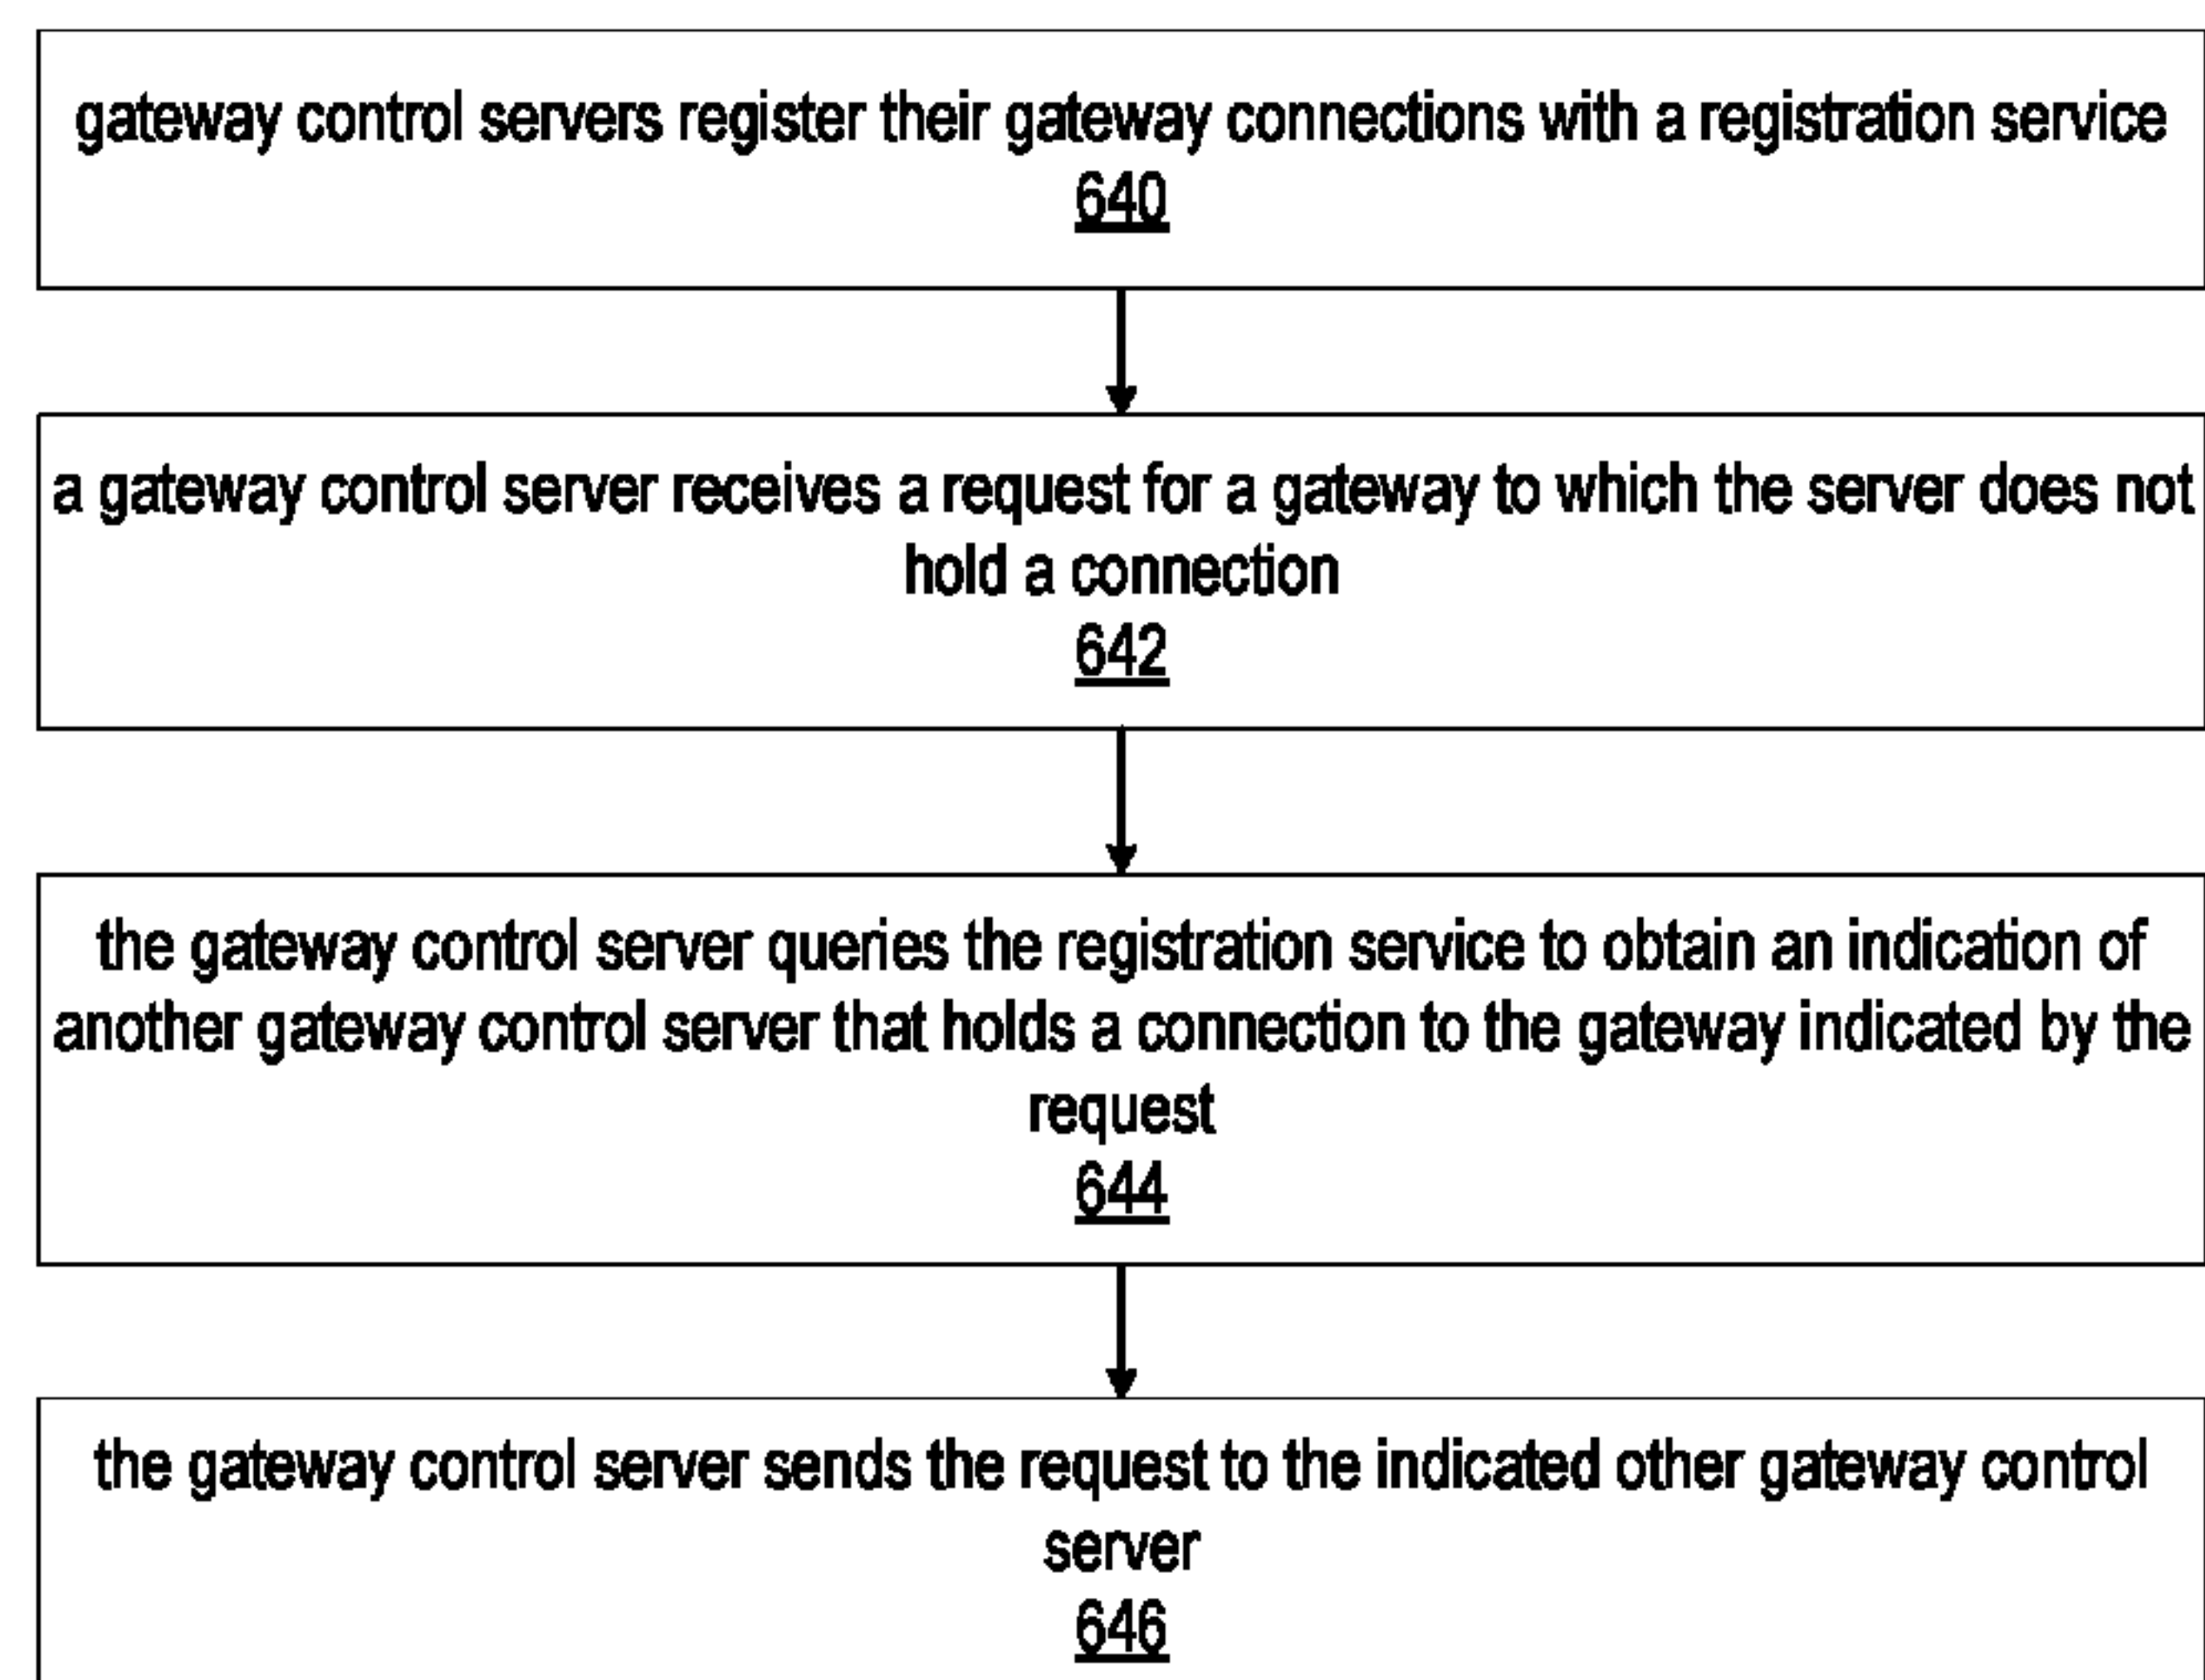 gateway control servers register their gateway connections with a registration service
640
a gateway control server receives a request for a gateway to which the server does not
hold a connection
642
the gateway control server queries the registration service to obtain an indication of
another gateway control server that holds a connection to the gateway indicated by the
request
644
the gateway control server sends the request to the indicated other gateway control
server
646